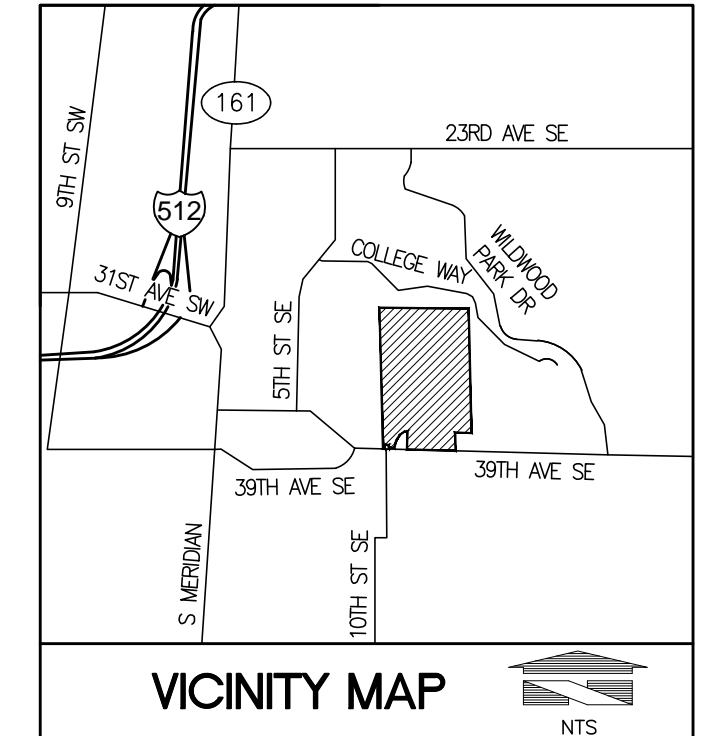 161
9TH ST SW
23RD AVE SE
512
WILDWOOD
PARK DR
COLLEGE WAY
31ST AVE SW
5TH ST SE
39TH AVE SE
39TH AVE SE
S MERIDIAN
10TH ST SE
VICINITY MAP
NTS